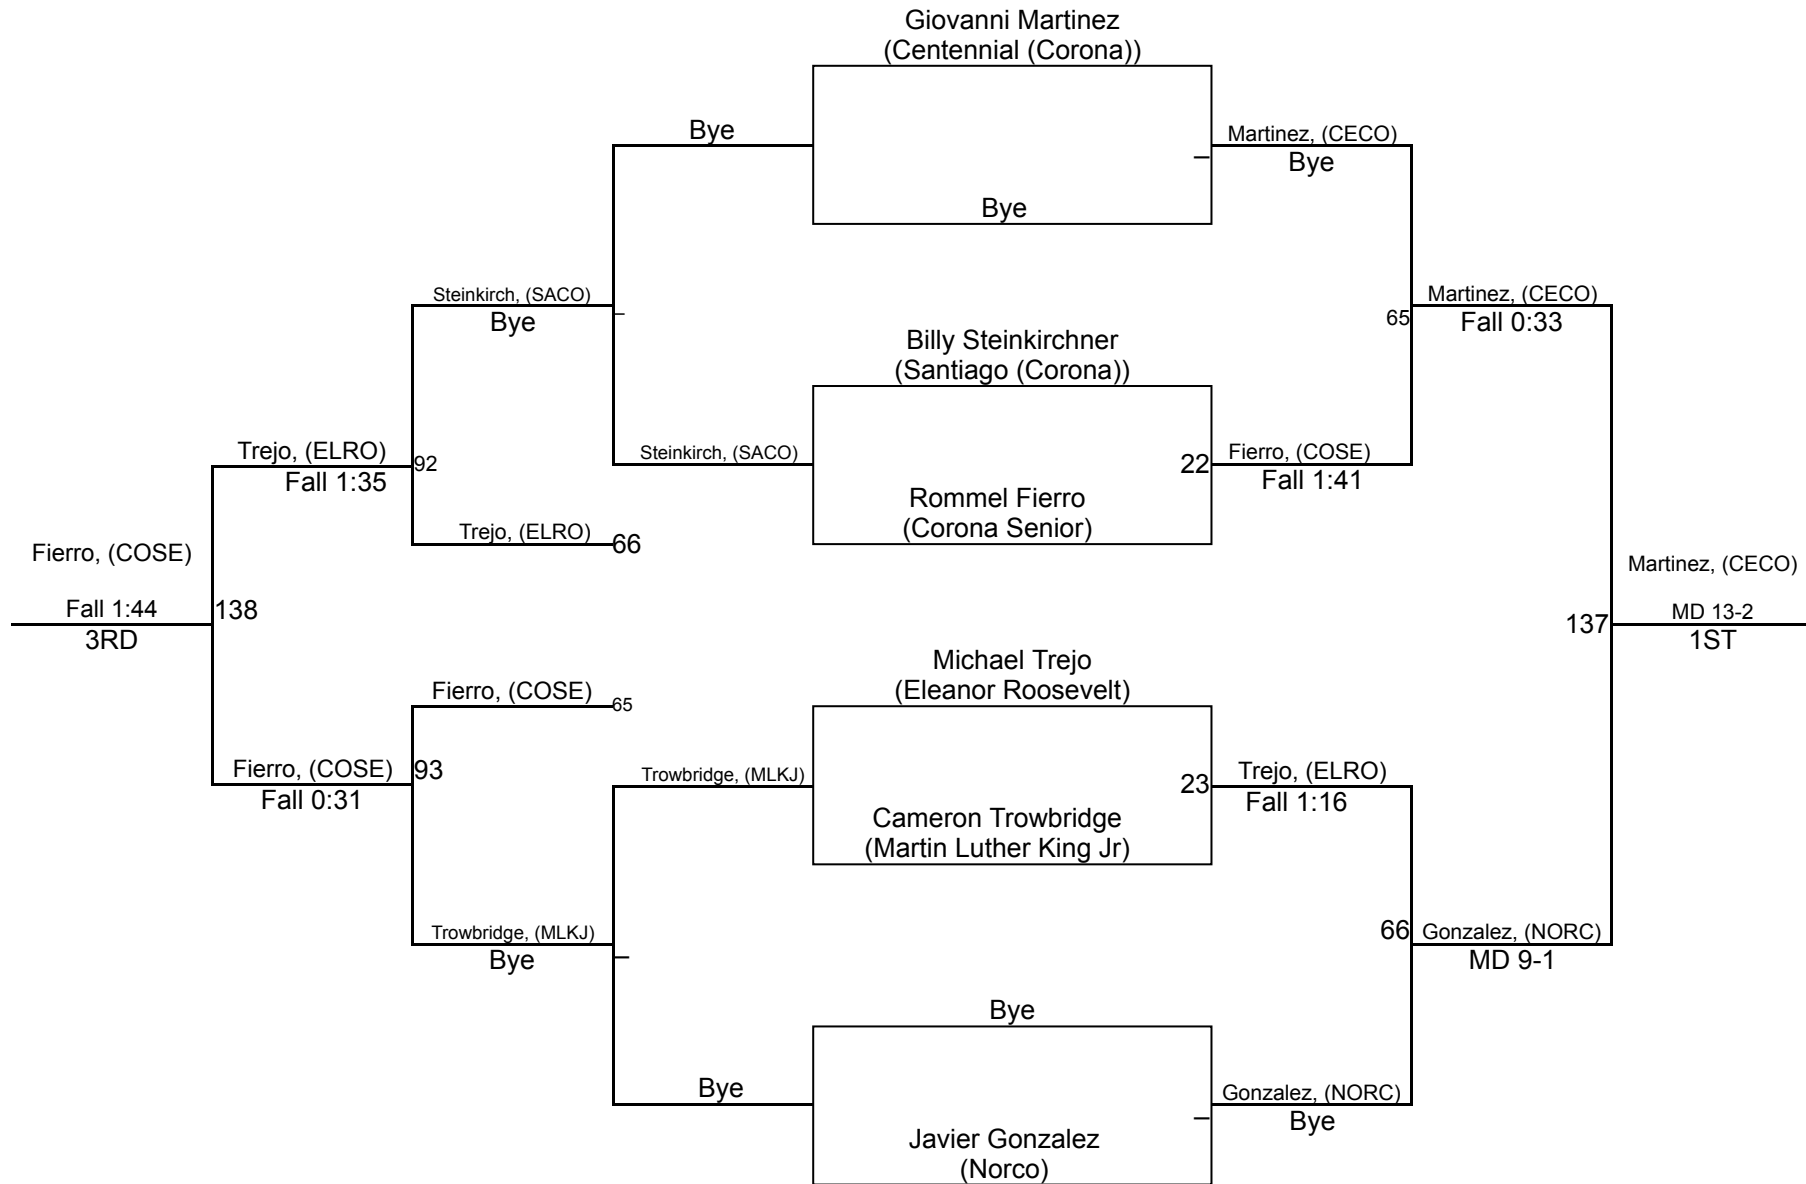 Giovanni Martinez
(Centennial (Corona))
Bye
Martinez, (CECO)
–
Bye
Bye
Steinkirch, (SACO)
Bye
–
Martinez, (CECO)
65
Fall 0:33
Billy Steinkirchner
(Santiago (Corona))
Trejo, (ELRO)
92
Fall 1:35
Steinkirch, (SACO)
22
Fierro, (COSE)
Fall 1:41
Rommel Fierro
(Corona Senior)
Trejo, (ELRO)
66
Fierro, (COSE)
Fall 1:44
138
3RD
Martinez, (CECO)
137
MD 13-2
1ST
Michael Trejo
(Eleanor Roosevelt)
Fierro, (COSE)
65
Fierro, (COSE)
93
Fall 0:31
Trowbridge, (MLKJ)
23
Trejo, (ELRO)
Fall 1:16
Cameron Trowbridge
(Martin Luther King Jr)
Trowbridge, (MLKJ)
Bye
–
66
Gonzalez, (NORC)
MD 9-1
Bye
Bye
Gonzalez, (NORC)
–
Bye
Javier Gonzalez
(Norco)